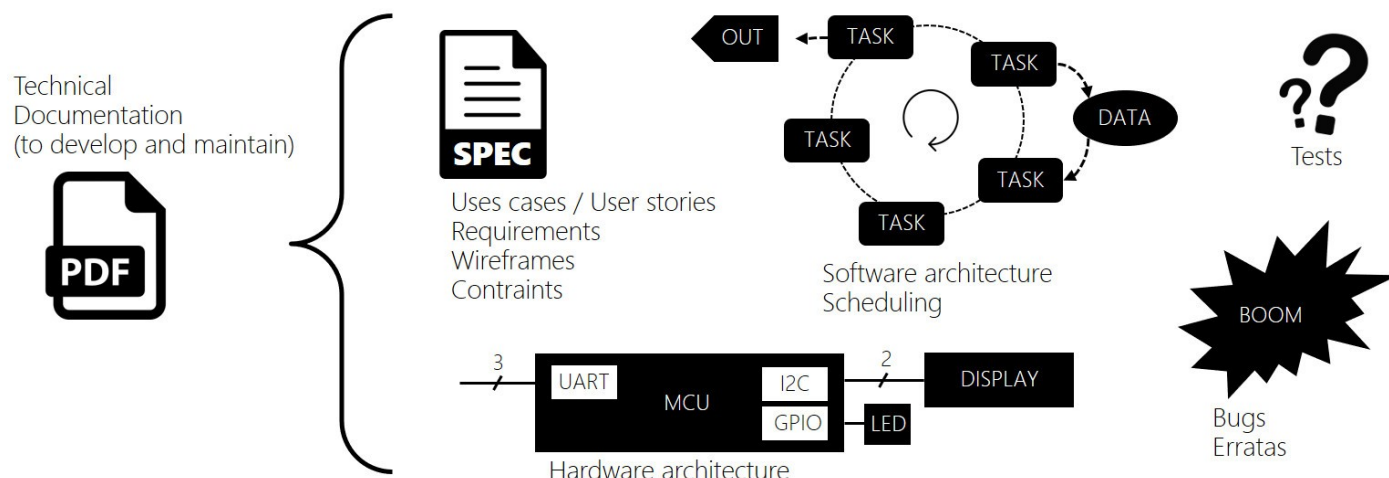 Technical
Documentation
(to develop and maintain)
PDF
SPEC
Uses cases / User stories
Requirements
Wireframes
Contraints
OUT
TASK
TASK
DATA
TASK
TASK
TASK
Software architecture
Scheduling
??
Tests
BOOM
Bugs
Erratas
3
UART
MCU
I2C
GPIO
2
DISPLAY
LED
Hardware architecture